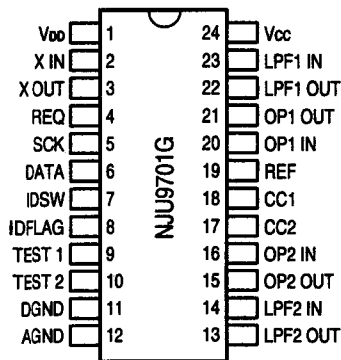 VDD 1 24 VCC
X IN 2 23 LPF1 IN
X OUT 3 22 LPF1 OUT
REQ 4 21 OP1 OUT
SCK 5 20 OP1 IN
DATA 6 19 REF
IDSW 7 18 CC1
IDFLAG 8 17 CC2
TEST 1 9 16 OP2 IN
TEST 2 10 15 OP2 OUT
DGND 11 14 LPF2 IN
AGND 12 13 LPF2 OUT
NJU9701G